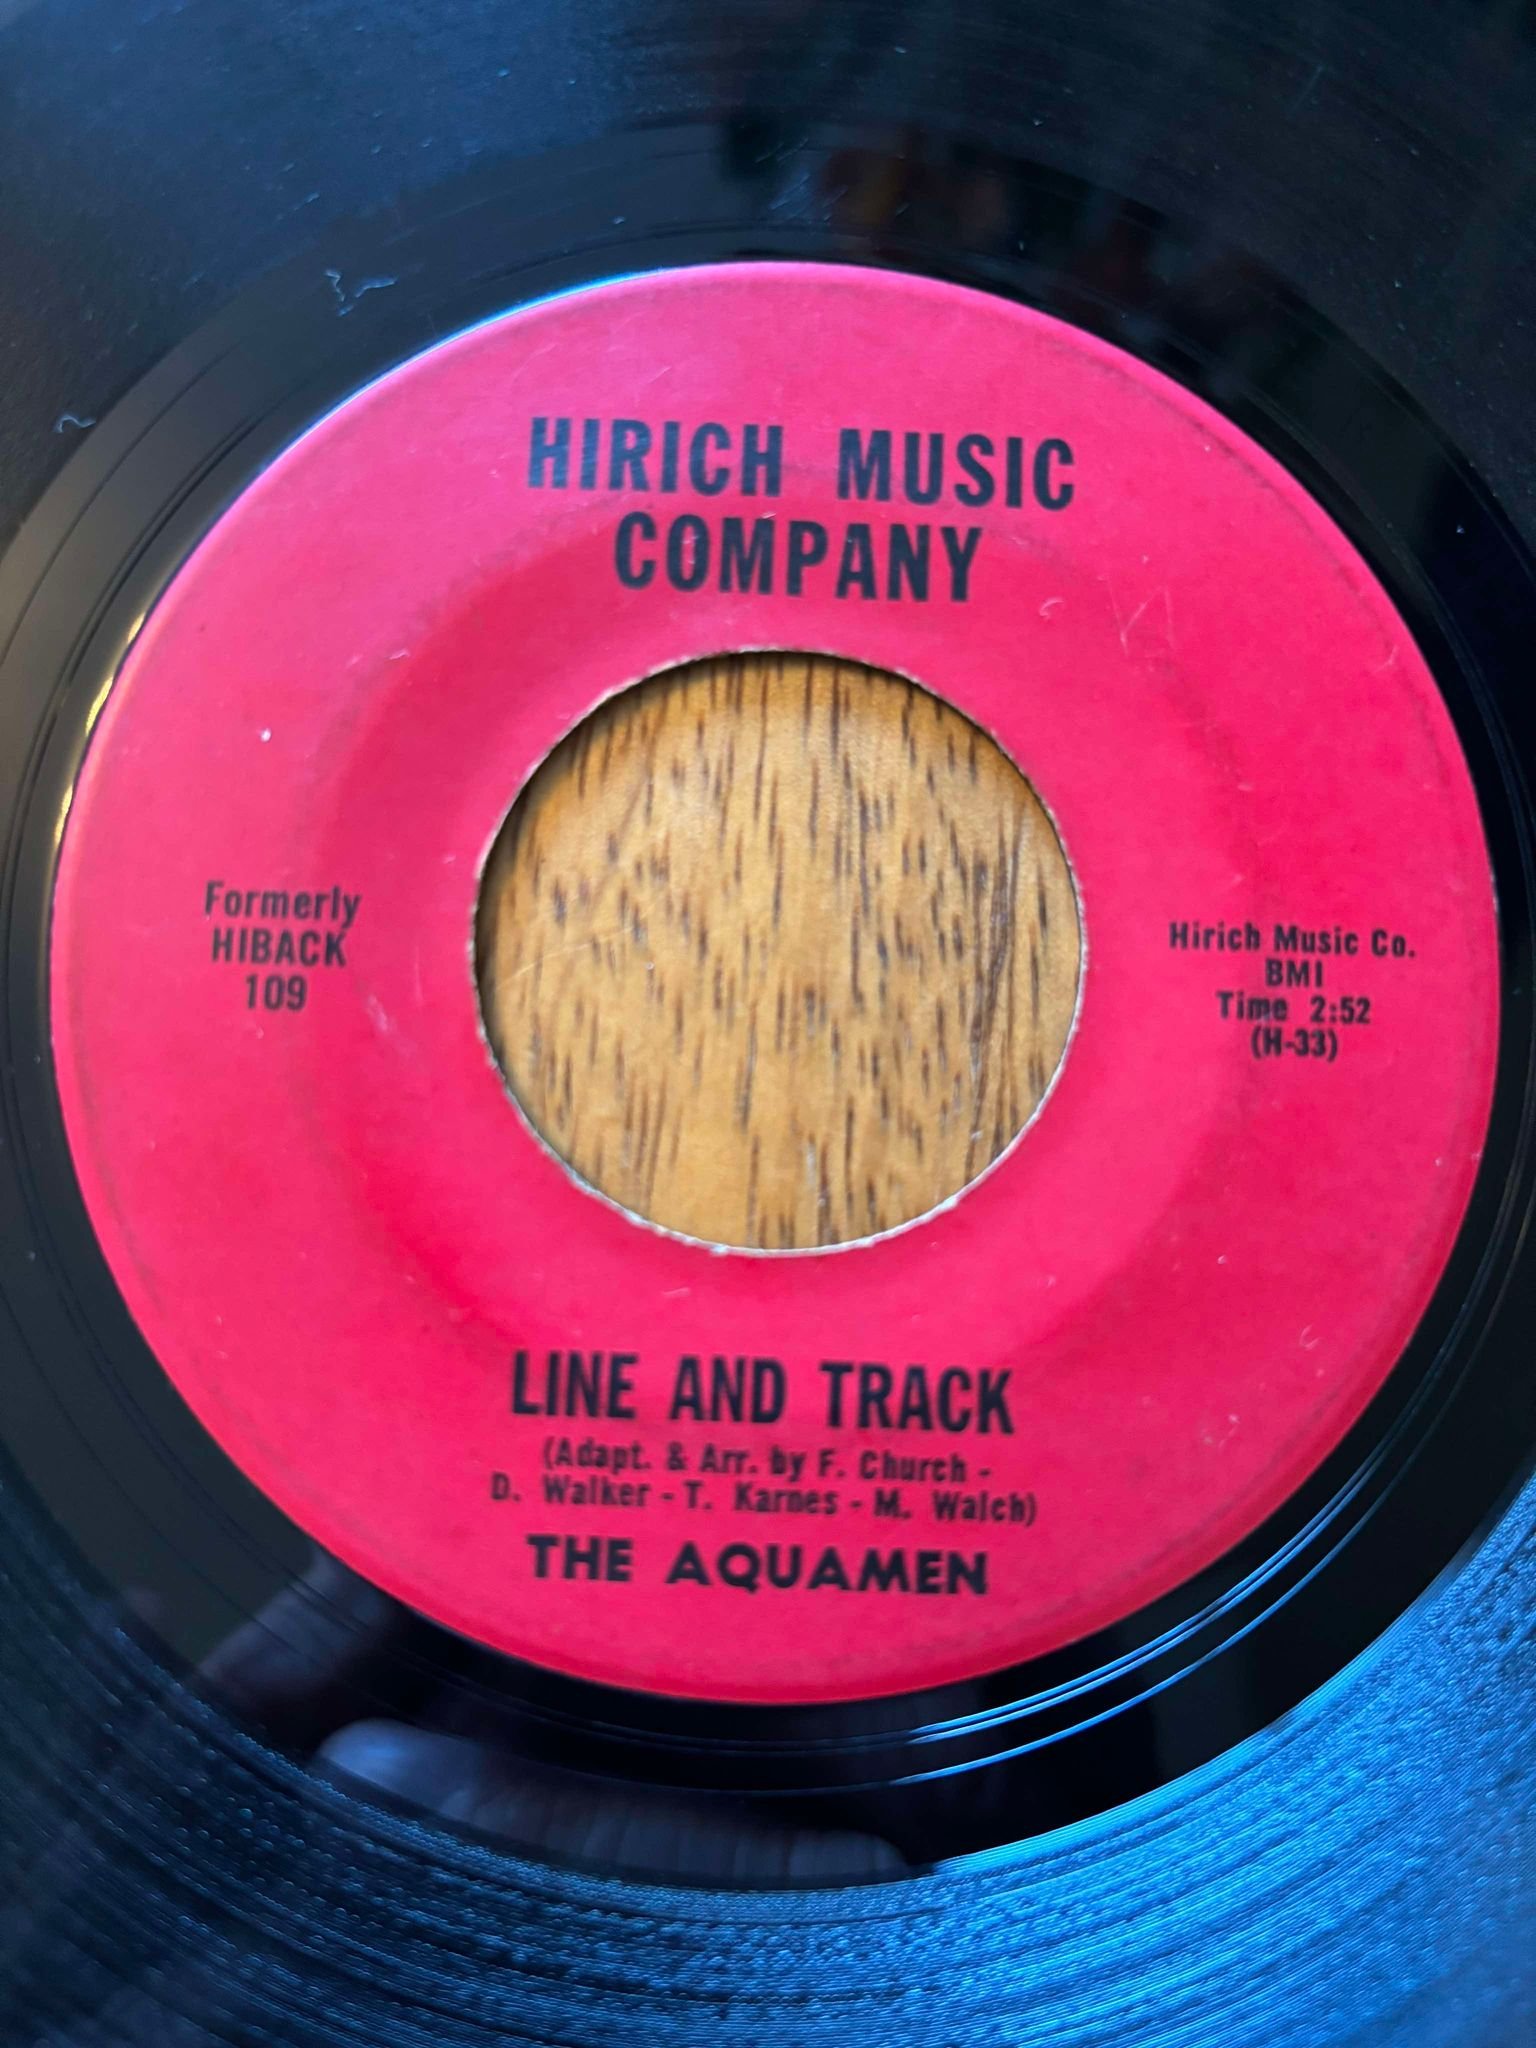 HIRICH MUSIC
COMPANY
Formerly
HIBACK
109
Hirich Music Co.
BMI
Time 2:52
(H-33)
LINE AND TRACK
(Adapt. & Arr. by F. Church -
D. Walker - T. Karnes - M. Walch)
THE AQUAMEN